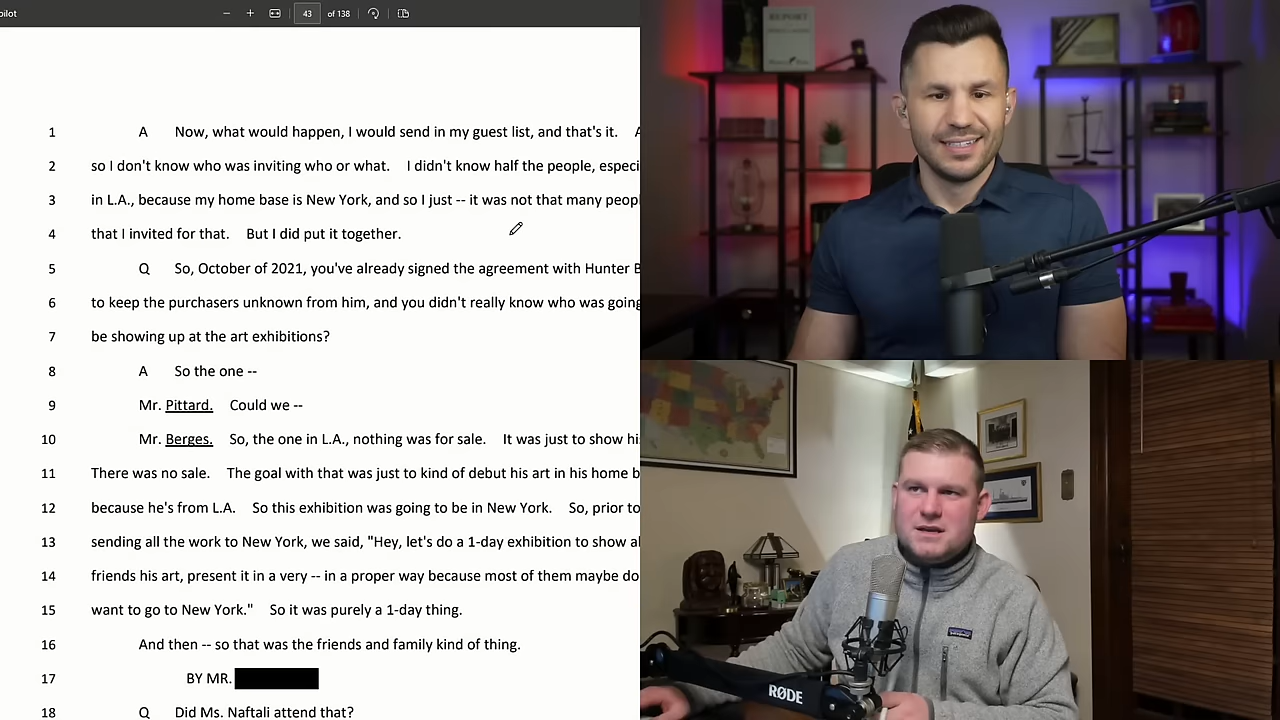 pilot
43 of 138
1 A Now, what would happen, I would send in my guest list, and that's it. A
2 so I don't know who was inviting who or what. I didn't know half the people, especi
3 in L.A., because my home base is New York, and so I just -- it was not that many peopl
4 that I invited for that. But I did put it together.
5 Q So, October of 2021, you've already signed the agreement with Hunter B
6 to keep the purchasers unknown from him, and you didn't really know who was going
7 be showing up at the art exhibitions?
8 A So the one --
9 Mr. Pittard. Could we --
10 Mr. Berges. So, the one in L.A., nothing was for sale. It was just to show his
11 There was no sale. The goal with that was just to kind of debut his art in his home b
12 because he's from L.A. So this exhibition was going to be in New York. So, prior to
13 sending all the work to New York, we said, "Hey, let's do a 1-day exhibition to show al
14 friends his art, present it in a very -- in a proper way because most of them maybe do
15 want to go to New York." So it was purely a 1-day thing.
16 And then -- so that was the friends and family kind of thing.
17 BY MR.
18 Q Did Ms. Naftali attend that?
REPORT
patagonia
RØDE